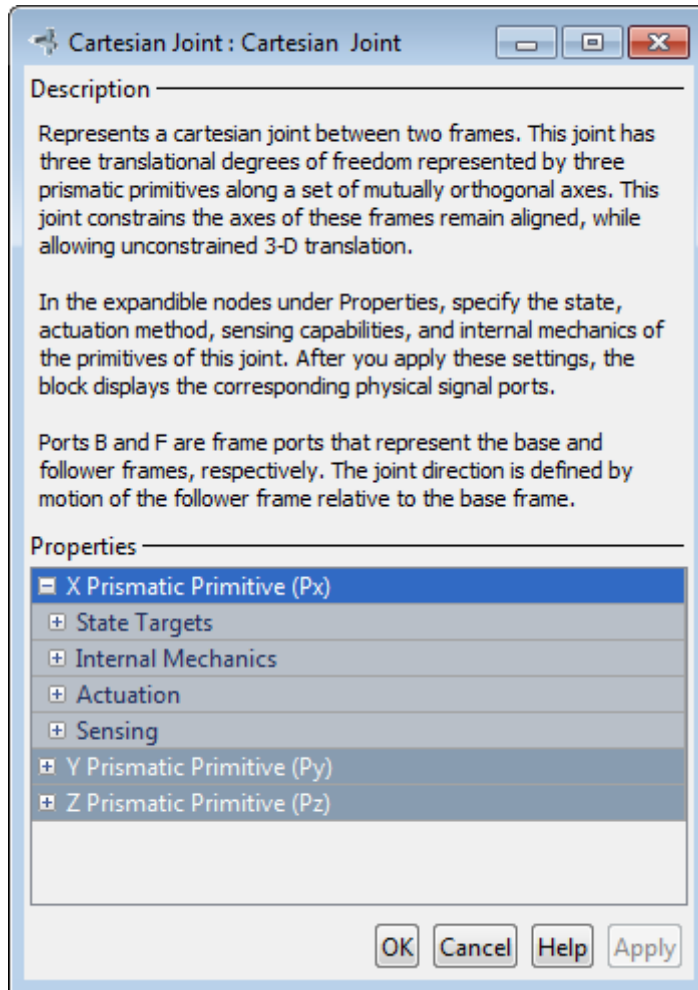 Cartesian Joint : Cartesian  Joint
Description
Represents a cartesian joint between two frames. This joint has
three translational degrees of freedom represented by three
prismatic primitives along a set of mutually orthogonal axes. This
joint constrains the axes of these frames remain aligned, while
allowing unconstrained 3-D translation.
In the expandible nodes under Properties, specify the state,
actuation method, sensing capabilities, and internal mechanics of
the primitives of this joint. After you apply these settings, the
block displays the corresponding physical signal ports.
Ports B and F are frame ports that represent the base and
follower frames, respectively. The joint direction is defined by
motion of the follower frame relative to the base frame.
Properties
X Prismatic Primitive (Px)
State Targets
Internal Mechanics
Actuation
Sensing
Y Prismatic Primitive (Py)
Z Prismatic Primitive (Pz)
OK Cancel Help Apply